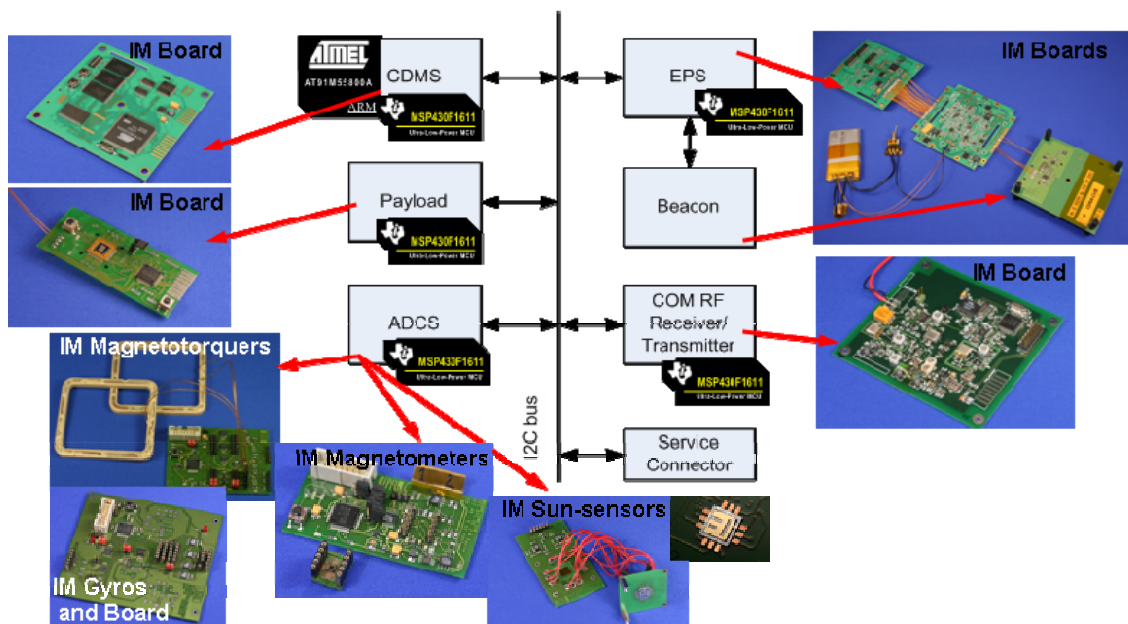 IM Board
ATMEL
AT91M55800A
ARM
CDMS
MSP430F1611
Ultra-Low-Power MCU
EPS
MSP430F1611
Ultra-Low-Power MCU
IM Boards
IM Board
Payload
MSP430F1611
Ultra-Low-Power MCU
Beacon
ADCS
MSP430F1611
Ultra-Low-Power MCU
COM RF
Receiver/
Transmitter
MSP430F1611
Ultra-Low-Power MCU
IM Board
IM Magnetotorquers
I2C bus
Service
Connector
IM Magnetometers
1 2
IM Sun-sensors
IM Gyros
and Board